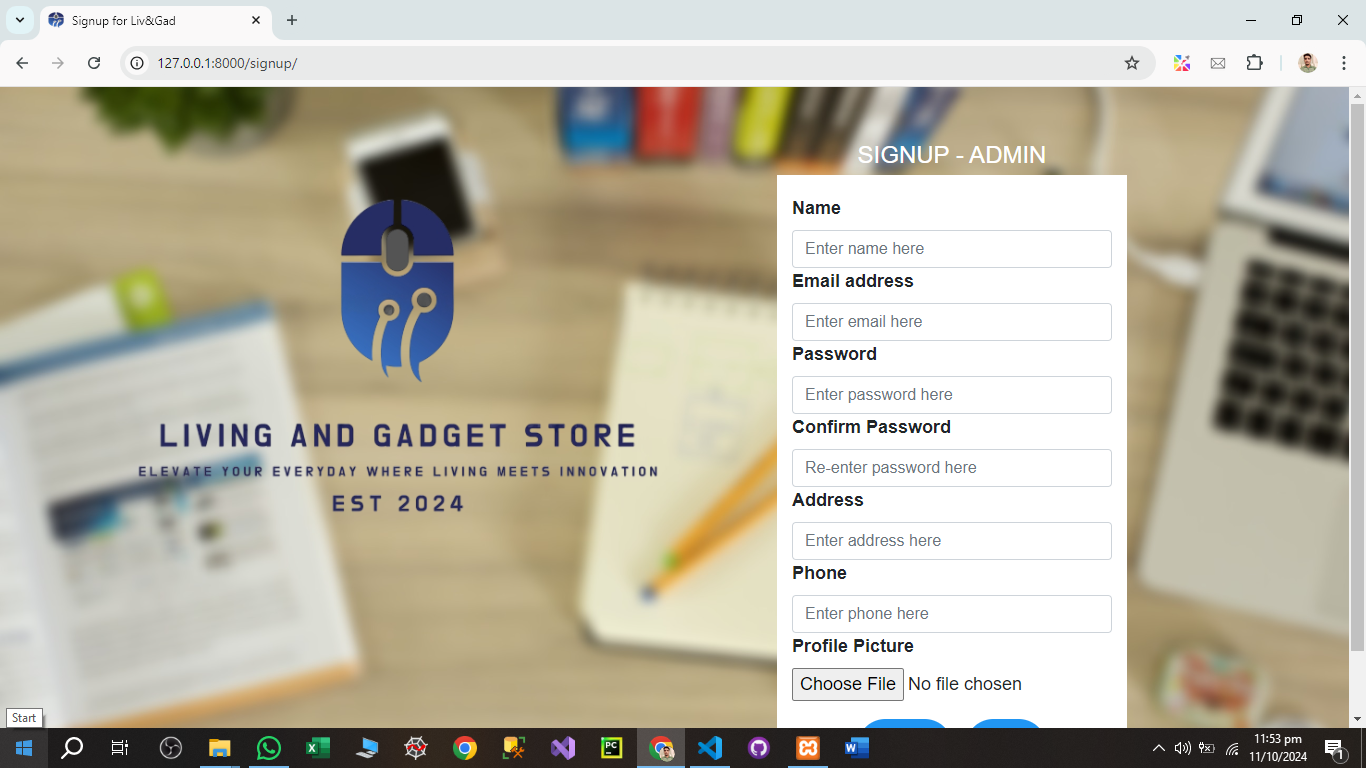 Signup for Liv&Gad
127.0.0.1:8000/signup/
SIGNUP - ADMIN
Name
Enter name here
Email address
Enter email here
Password
Enter password here
Confirm Password
Re-enter password here
Address
Enter address here
Phone
Enter phone here
Profile Picture
Choose File No file chosen
LIVING AND GADGET STORE
ELEVATE YOUR EVERYDAY WHERE LIVING MEETS INNOVATION
EST 2024
Start
PC
11:53 pm
11/10/2024
1